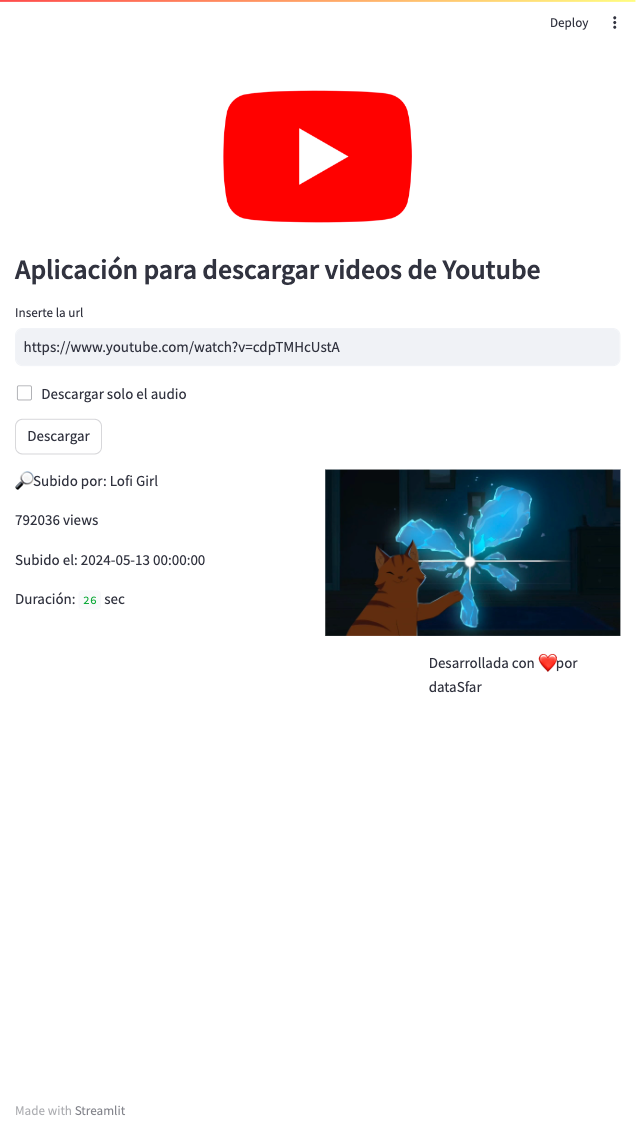 Deploy
Aplicación para descargar videos de Youtube
Inserte la url
https://www.youtube.com/watch?v=cdpTMHcUstA
Descargar solo el audio
Descargar
🔎Subido por: Lofi Girl
792036 views
Subido el: 2024-05-13 00:00:00
Duración: 26 sec
Desarrollada con ❤️por
dataSfar
Made with Streamlit